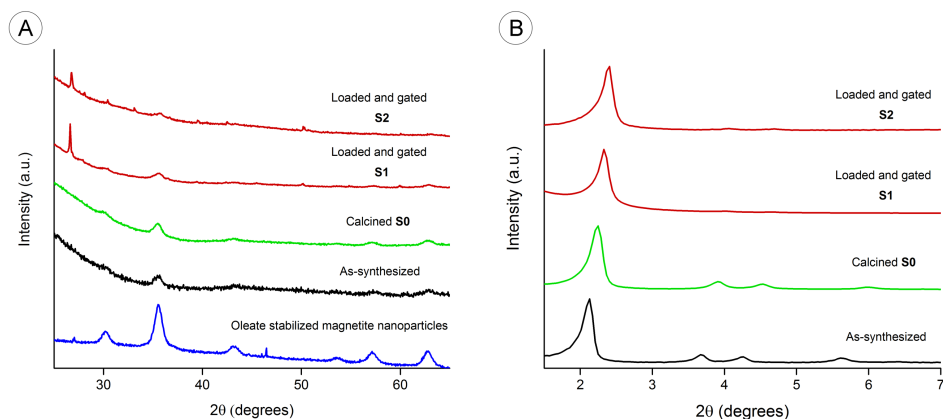 A
Intensity (a.u.)
Loaded and gated
S2
Loaded and gated
S1
Calcined S0
As-synthesized
Oleate stabilized magnetite nanoparticles
30 40 50 60
2θ (degrees)
B
Intensity (a.u.)
Loaded and gated
S2
Loaded and gated
S1
Calcined S0
As-synthesized
2 3 4 5 6 7
2θ (degrees)